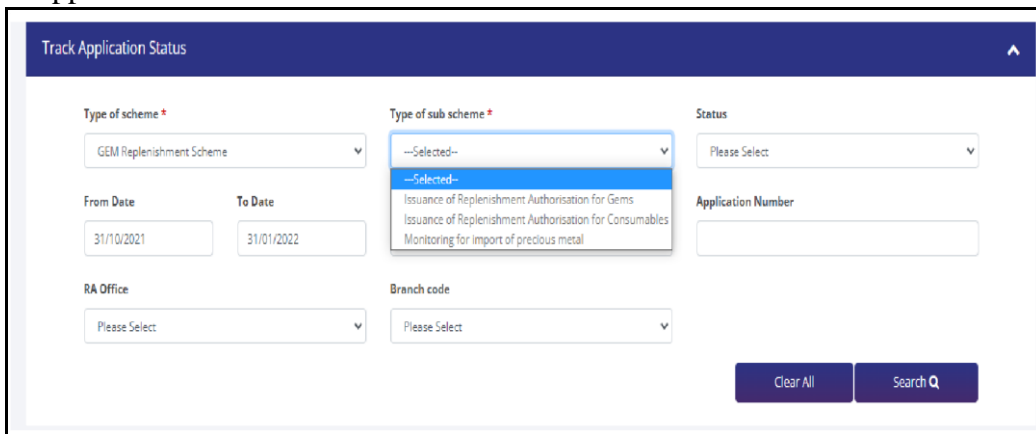 Track Application Status
Type of scheme * Type of sub scheme * Status
GEM Replenishment Scheme ---Selected-- Please Select
---Selected--
Issuance of Replenishment Authorisation for Gems
From Date To Date Application Number
Issuance of Replenishment Authorisation for Consumables
31/10/2021 31/01/2022 Monitoring for import of precious metal
RA Office Branch code
Please Select Please Select
Clear All Search